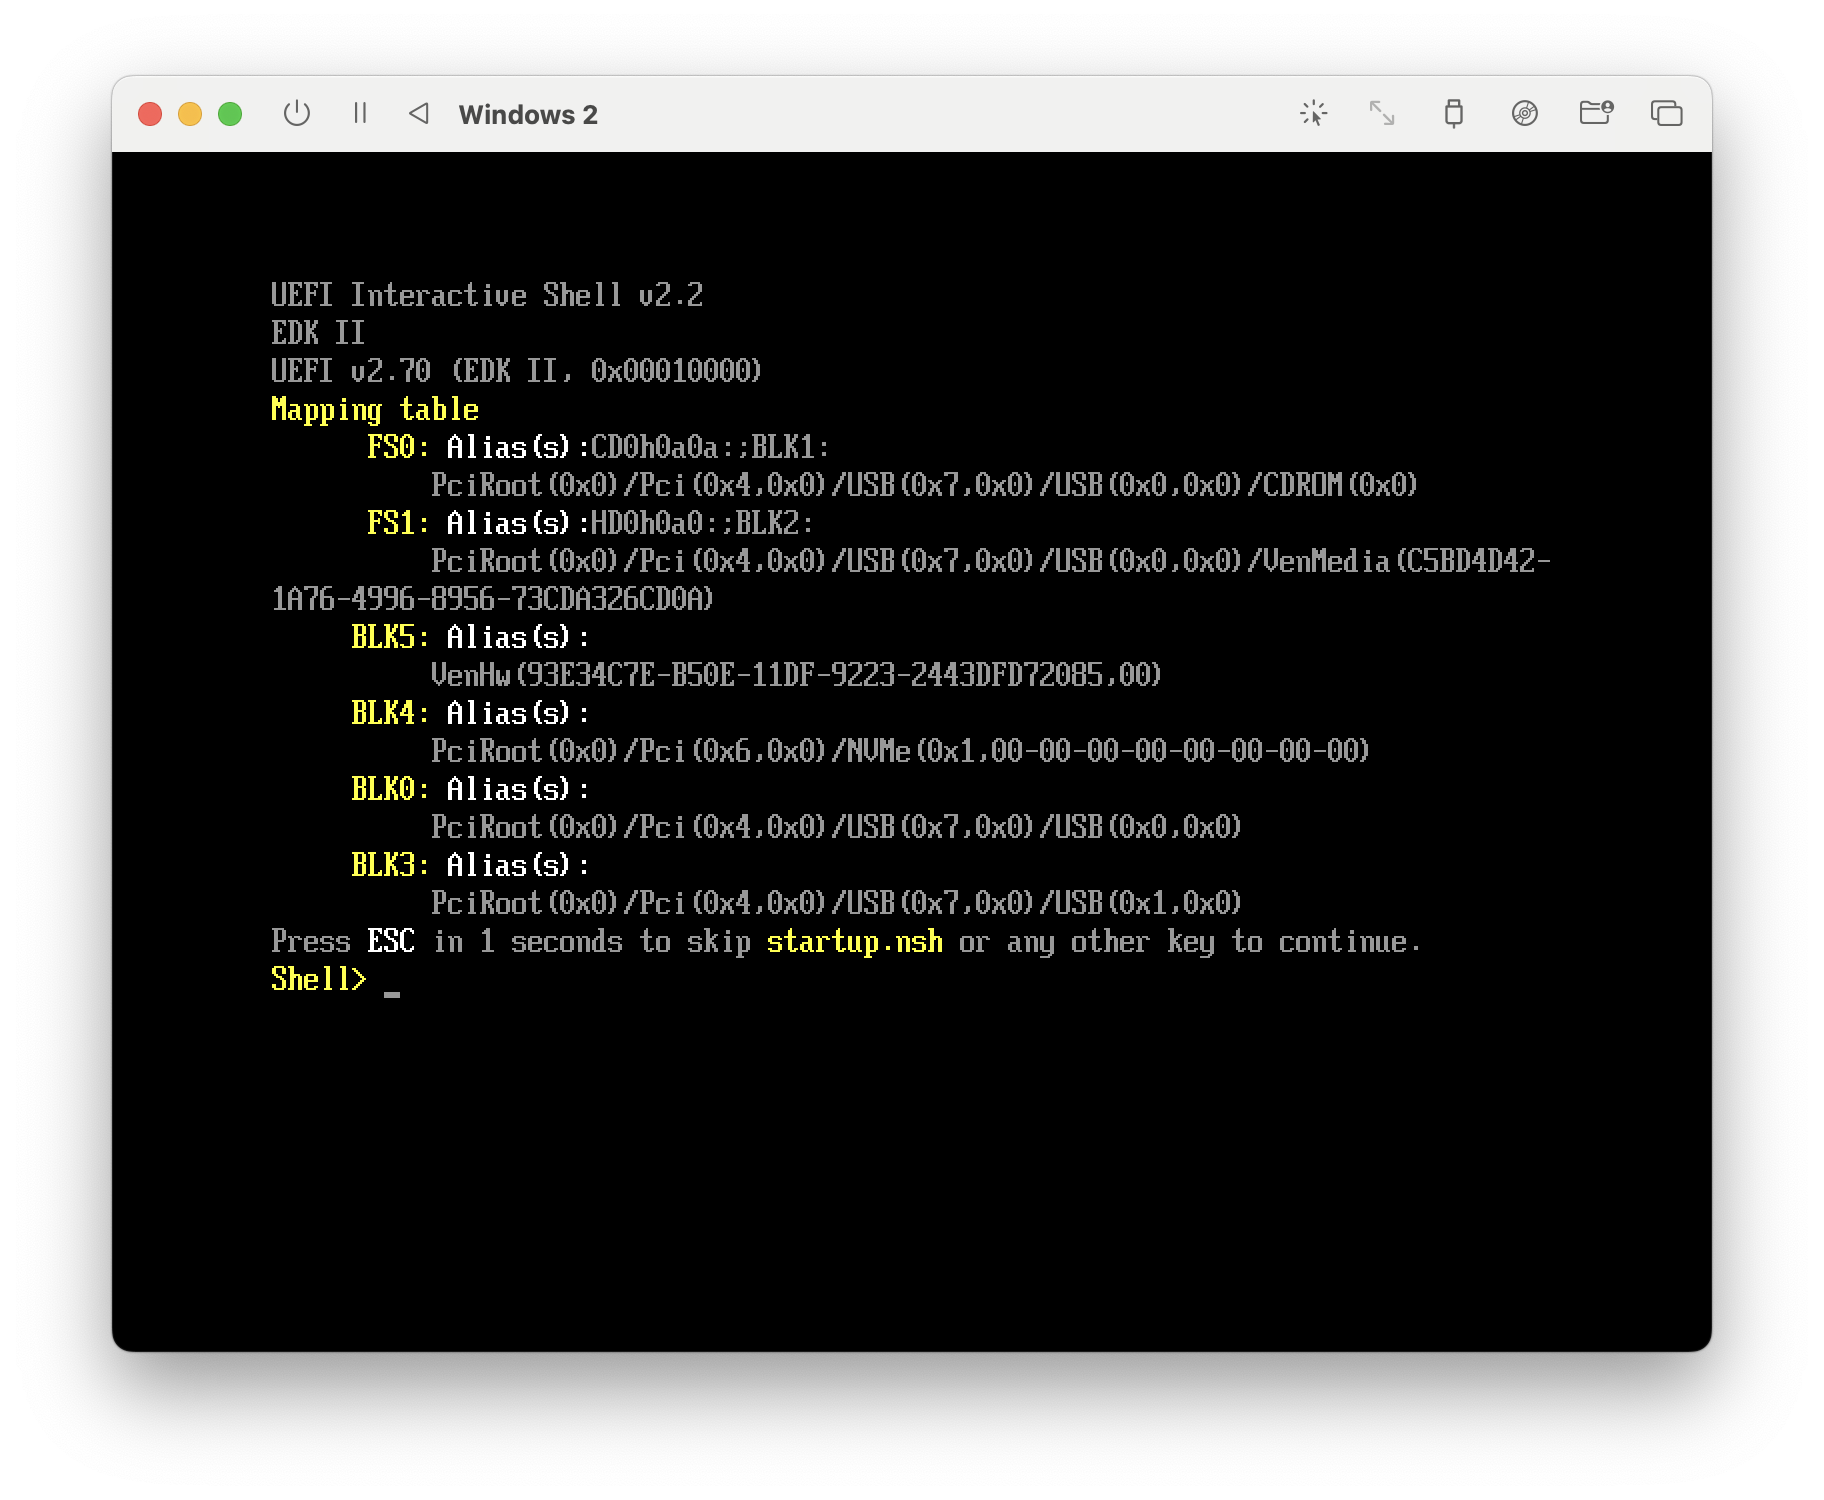 Windows 2
UEFI Interactive Shell v2.2
EDK II
UEFI v2.70 (EDK II, 0x00010000)
Mapping table
FS0: Alias(s):CD0h0a0a:;BLK1:
PciRoot(0x0)/Pci(0x4,0x0)/USB(0x7,0x0)/USB(0x0,0x0)/CDROM(0x0)
FS1: Alias(s):HD0h0a0:;BLK2:
PciRoot(0x0)/Pci(0x4,0x0)/USB(0x7,0x0)/USB(0x0,0x0)/VenMedia(C5BD4D42-
1A76-4996-8956-73CDA326CD0A)
BLK5: Alias(s):
VenHw(93E34C7E-B50E-11DF-9223-2443DFD72085,00)
BLK4: Alias(s):
PciRoot(0x0)/Pci(0x6,0x0)/NVMe(0x1,00-00-00-00-00-00-00-00)
BLK0: Alias(s):
PciRoot(0x0)/Pci(0x4,0x0)/USB(0x7,0x0)/USB(0x0,0x0)
BLK3: Alias(s):
PciRoot(0x0)/Pci(0x4,0x0)/USB(0x7,0x0)/USB(0x1,0x0)
Press ESC in 1 seconds to skip startup.nsh or any other key to continue.
Shell> _